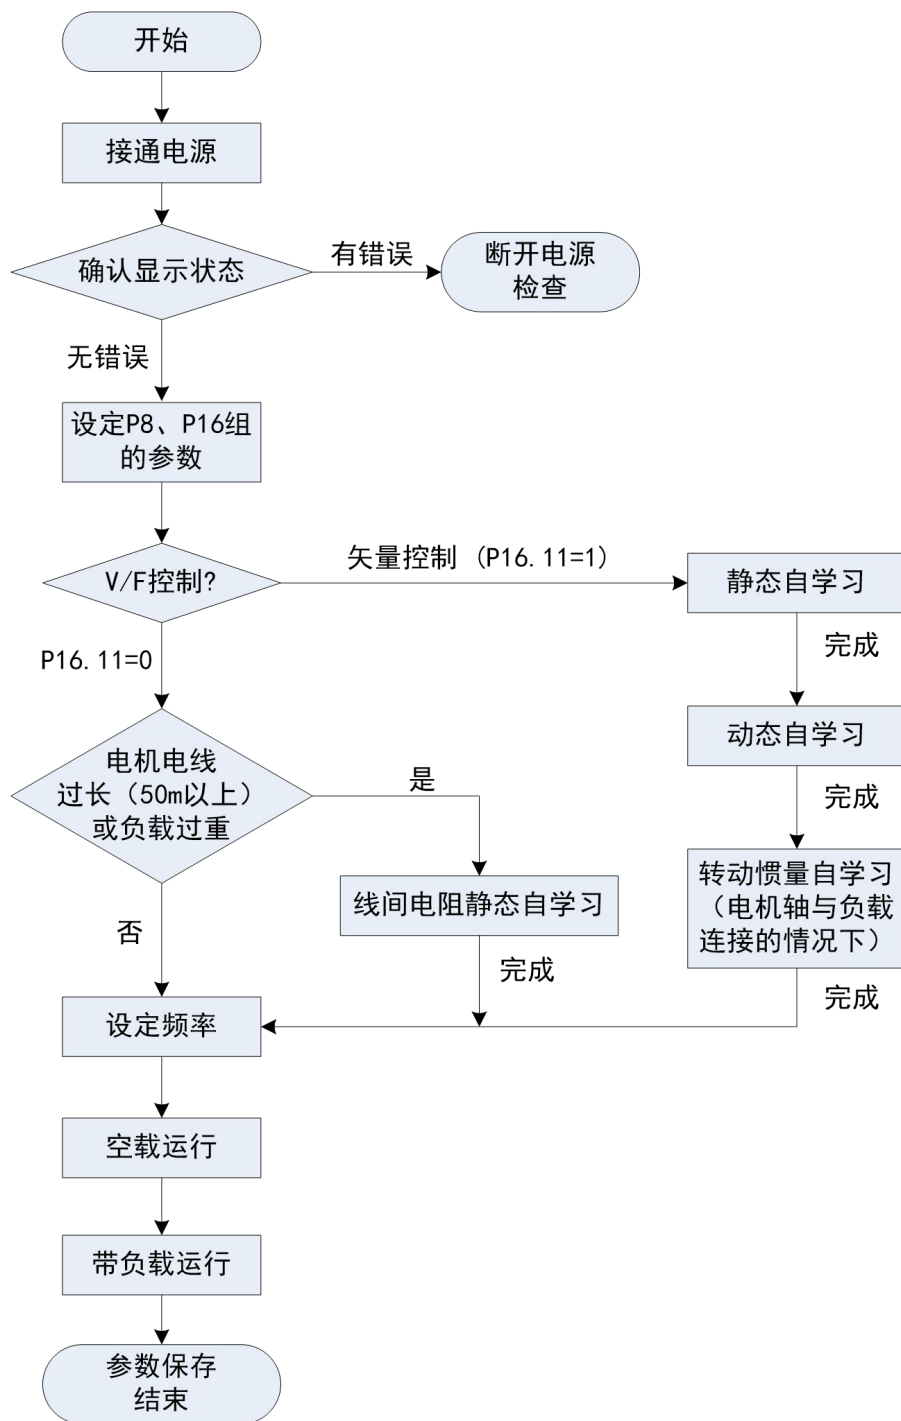 开始
接通电源
确认显示状态
有错误
断开电源
检查
无错误
设定P8、P16组
的参数
V/F控制?
矢量控制 (P16.11=1)
静态自学习
完成
P16.11=0
动态自学习
完成
电机电线
过长（50m以上）
或负载过重
是
线间电阻静态自学习
完成
转动惯量自学习
（电机轴与负载
连接的情况下）
完成
否
设定频率
空载运行
带负载运行
参数保存
结束